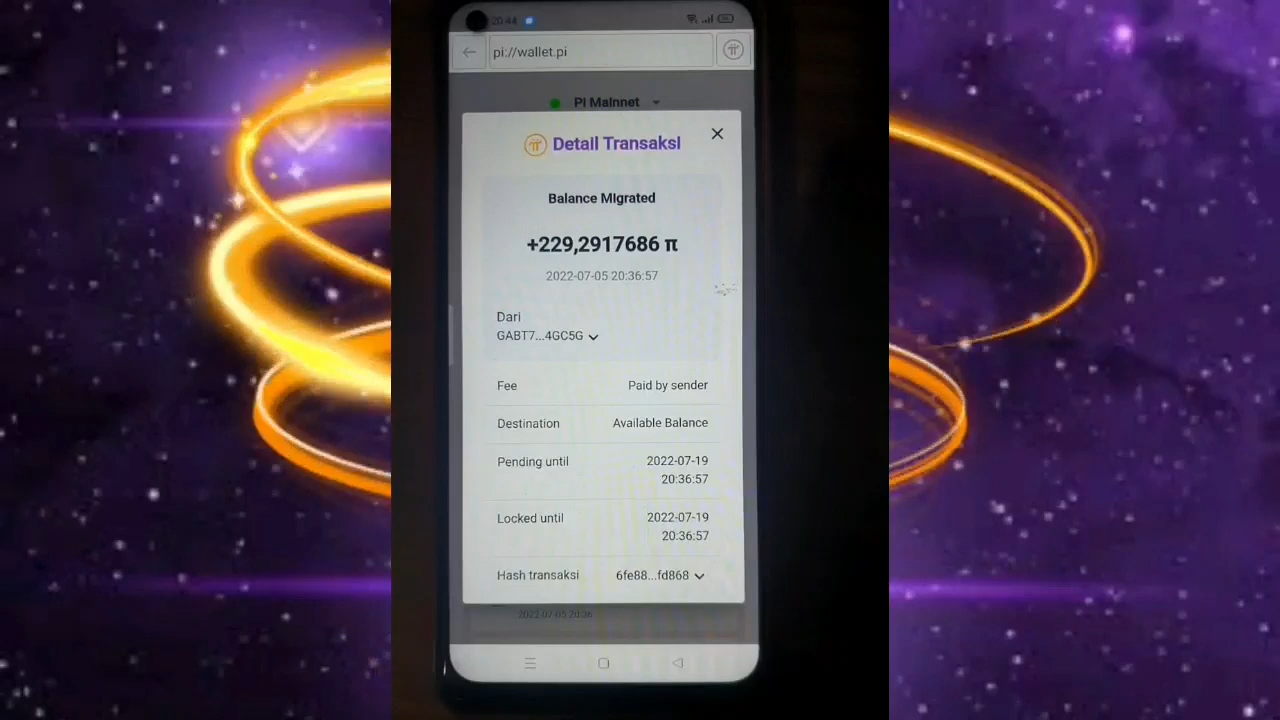 20:44
pi://wallet.pi
Pi Mainnet
Detail Transaksi
Balance Migrated
+229,2917686 π
2022-07-05 20:36:57
Dari
GABT7...4GC5G
Fee Paid by sender
Destination Available Balance
Pending until 2022-07-19
20:36:57
Locked until 2022-07-19
20:36:57
Hash transaksi 6fe88...fd868
2022-07-05 20:36